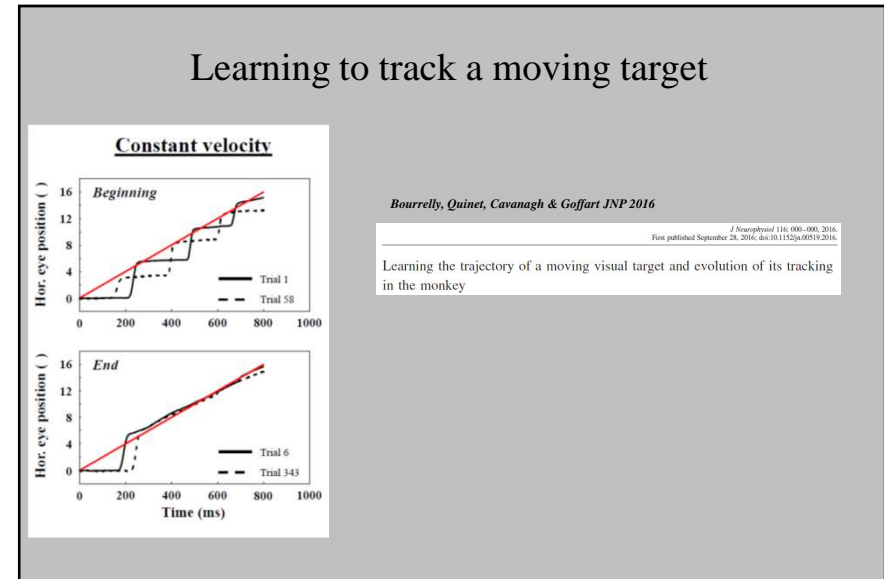 Learning to track a moving target
Constant velocity
Hor. eye position ( )
16
12
8
4
0
Beginning
Trial 1
Trial 58
0 200 400 600 800 1000
Hor. eye position ( )
16
12
8
4
0
End
Trial 6
Trial 343
0 200 400 600 800 1000
Time (ms)
Bourrelly, Quinet, Cavanagh & Goffart JNP 2016
J Neurophysiol 116: 000–000, 2016.
First published September 28, 2016; doi:10.1152/jn.00519.2016.
Learning the trajectory of a moving visual target and evolution of its tracking
in the monkey